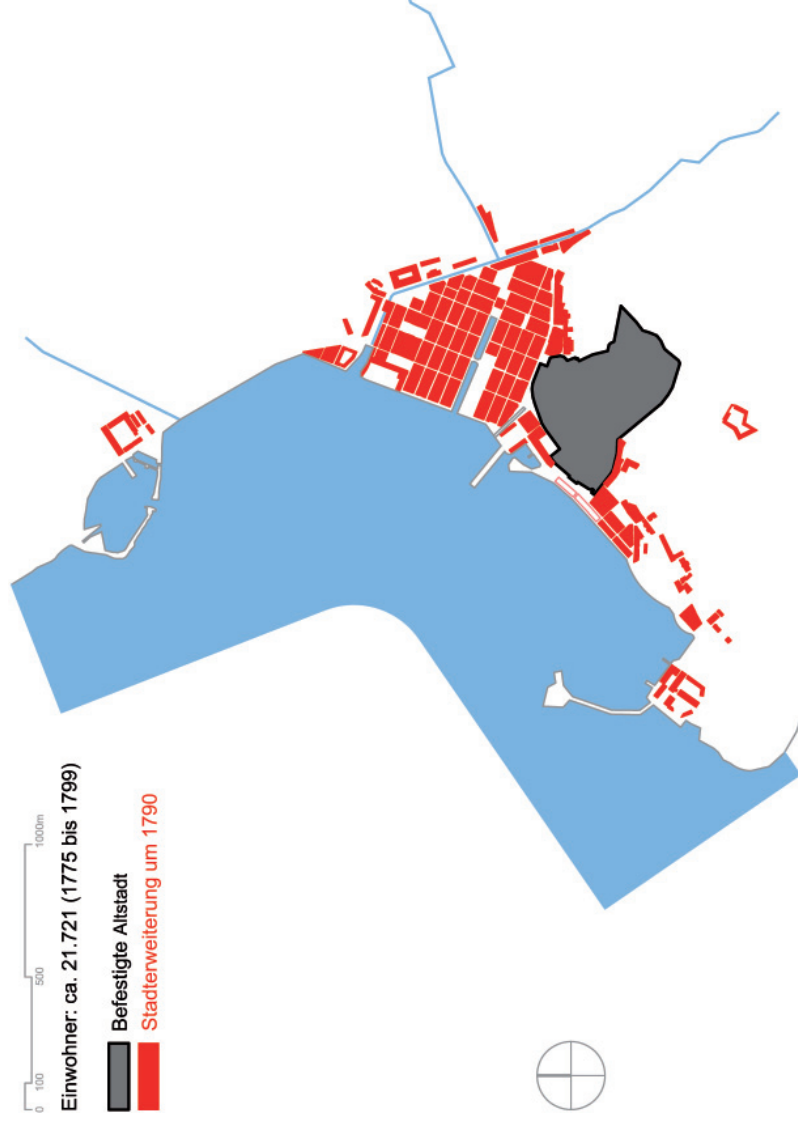 0 100 500 1000m
Einwohner: ca. 21.721 (1775 bis 1799)
Befestigte Altstadt
Stadterweiterung um 1790